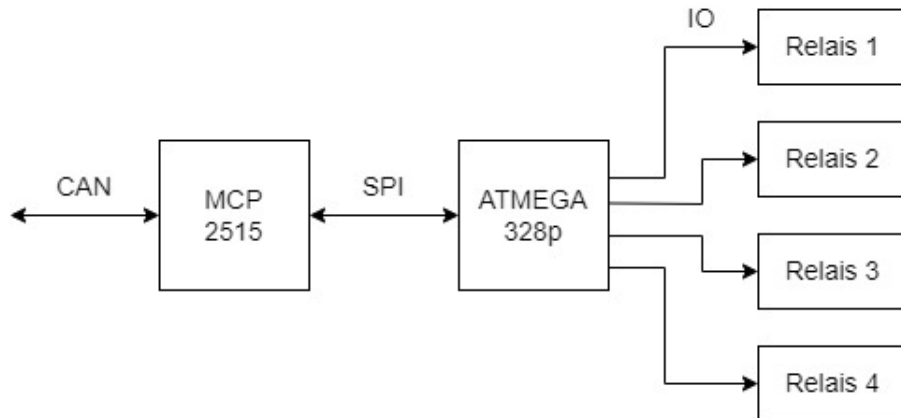 IO
Relais 1
Relais 2
CAN
MCP
2515
SPI
ATMEGA
328p
Relais 3
Relais 4